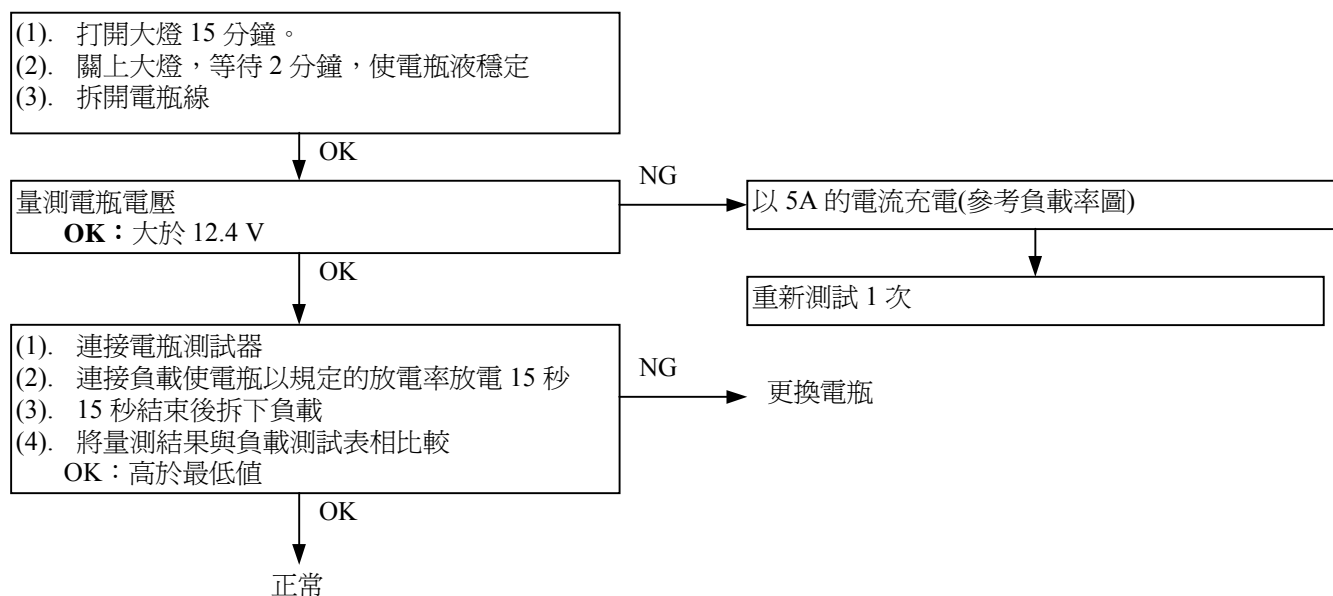 (1). 打開大燈 15 分鐘。
(2). 關上大燈，等待 2 分鐘，使電瓶液穩定
(3). 拆開電瓶線
OK
量測電瓶電壓
OK：大於 12.4 V
NG
以 5A 的電流充電(參考負載率圖)
重新測試 1 次
OK
(1). 連接電瓶測試器
(2). 連接負載使電瓶以規定的放電率放電 15 秒
(3). 15 秒結束後拆下負載
(4). 將量測結果與負載測試表相比較
OK：高於最低值
NG
更換電瓶
OK
正常